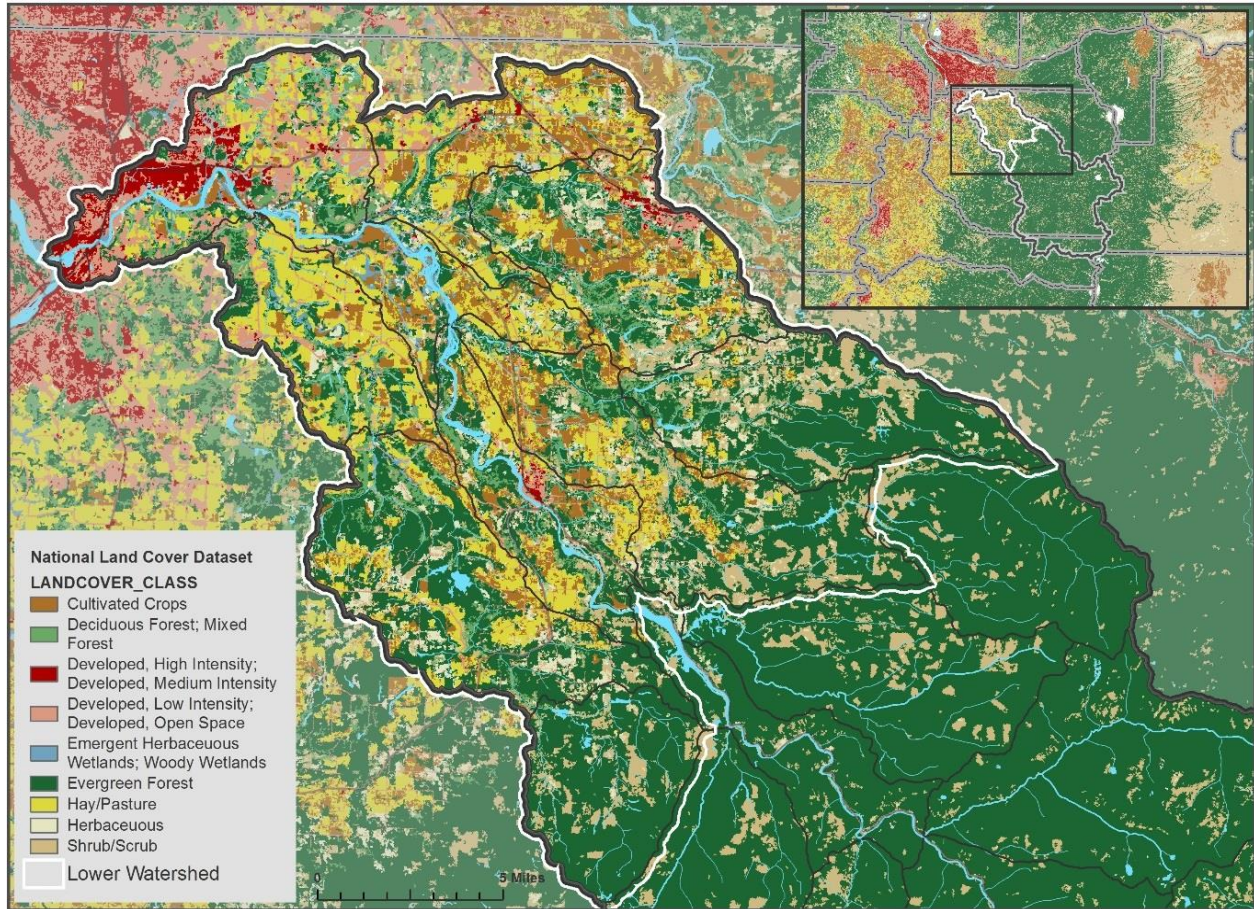 National Land Cover Dataset
LANDCOVER_CLASS
Cultivated Crops
Deciduous Forest; Mixed
Forest
Developed, High Intensity;
Developed, Medium Intensity
Developed, Low Intensity;
Developed, Open Space
Emergent Herbaceuous
Wetlands; Woody Wetlands
Evergreen Forest
Hay/Pasture
Herbaceuous
Shrub/Scrub
Lower Watershed
0 5 Miles